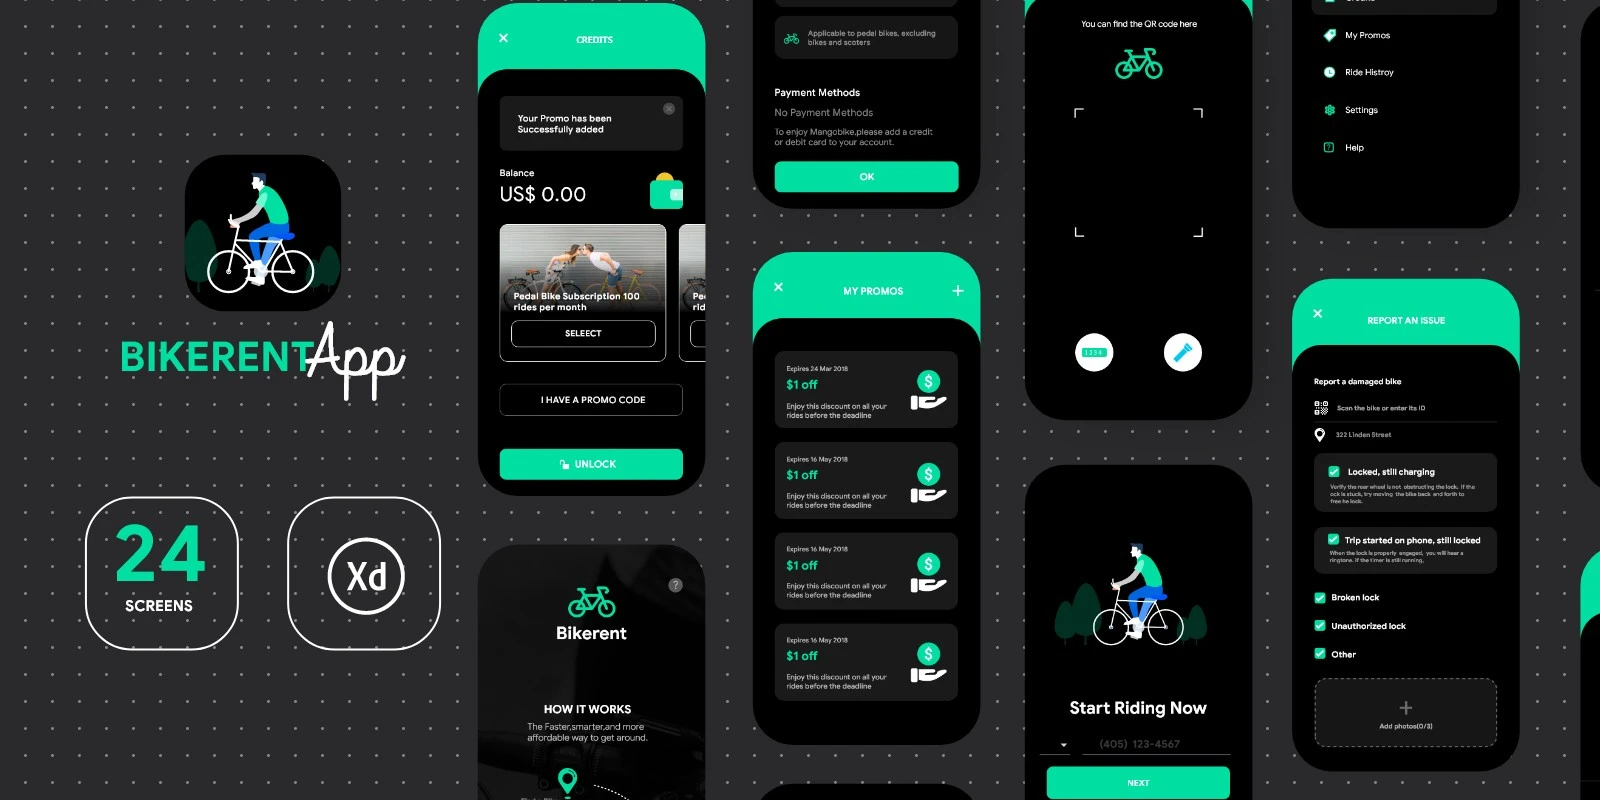 BIKERENT App
24
SCREENS
Xd
CREDITS
Your Promo has been
Successfully added
Balance
US$ 0.00
Pedal Bike Subscription 100
rides per month
SELEECT
I HAVE A PROMO CODE
UNLOCK
?
Bikerent
HOW IT WORKS
The Faster,smarter,and more
affordable way to get around.
Applicable to pedal bikes, excluding
bikes and scoters
Payment Methods
No Payment Methods
To enjoy Mangobike,please add a credit
or debit card to your account.
OK
MY PROMOS
Expires 24 Mar 2018
$1 off
Enjoy this discount on all your
rides before the deadline
$
Expires 16 May 2018
$1 off
Enjoy this discount on all your
rides before the deadline
$
Expires 16 May 2018
$1 off
Enjoy this discount on all your
rides before the deadline
$
Expires 16 May 2018
$1 off
Enjoy this discount on all your
rides before the deadline
$
You can find the QR code here
1234
Start Riding Now
(405) 123-4567
NEXT
My Promos
Ride Histroy
Settings
? Help
REPORT AN ISSUE
Report a damaged bike
Scan the bike or enter its ID
322 Linden Street
Locked, still charging
Verify the rear wheel is not obstructing the lock. If the
ock is stuck, try moving the bike back and forth to
free he lock.
Trip started on phone, still locked
When the lock is properly engaged, you will hear a
ringtone. If the timer is still running,
Broken lock
Unauthorized lock
Other
Add photos(0/3)